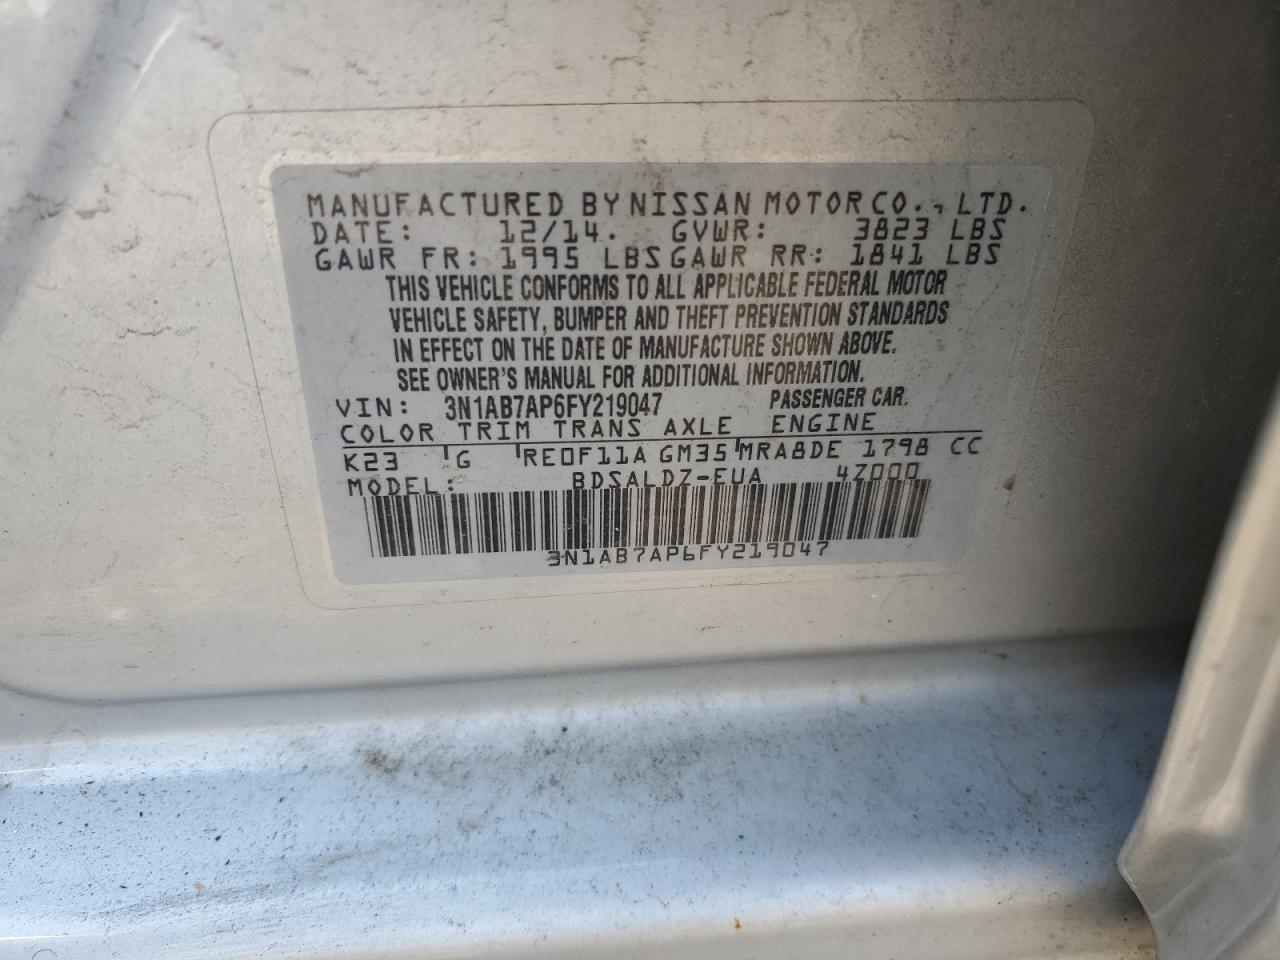 MANUFACTURED BY NISSAN MOTOR CO., LTD.
DATE: 12/14. GVWR: 3823 LBS
GAWR FR: 1995 LBS GAWR RR: 1841 LBS
THIS VEHICLE CONFORMS TO ALL APPLICABLE FEDERAL MOTOR
VEHICLE SAFETY, BUMPER AND THEFT PREVENTION STANDARDS
IN EFFECT ON THE DATE OF MANUFACTURE SHOWN ABOVE.
SEE OWNER'S MANUAL FOR ADDITIONAL INFORMATION.
VIN: 3N1AB7AP6FY219047 PASSENGER CAR.
COLOR TRIM TRANS AXLE ENGINE
K23 G RE0F11A GM35 MRA8DE 1798 CC
MODEL: BDSALDZ-EUA 4Z000
3N1AB7AP6FY219047